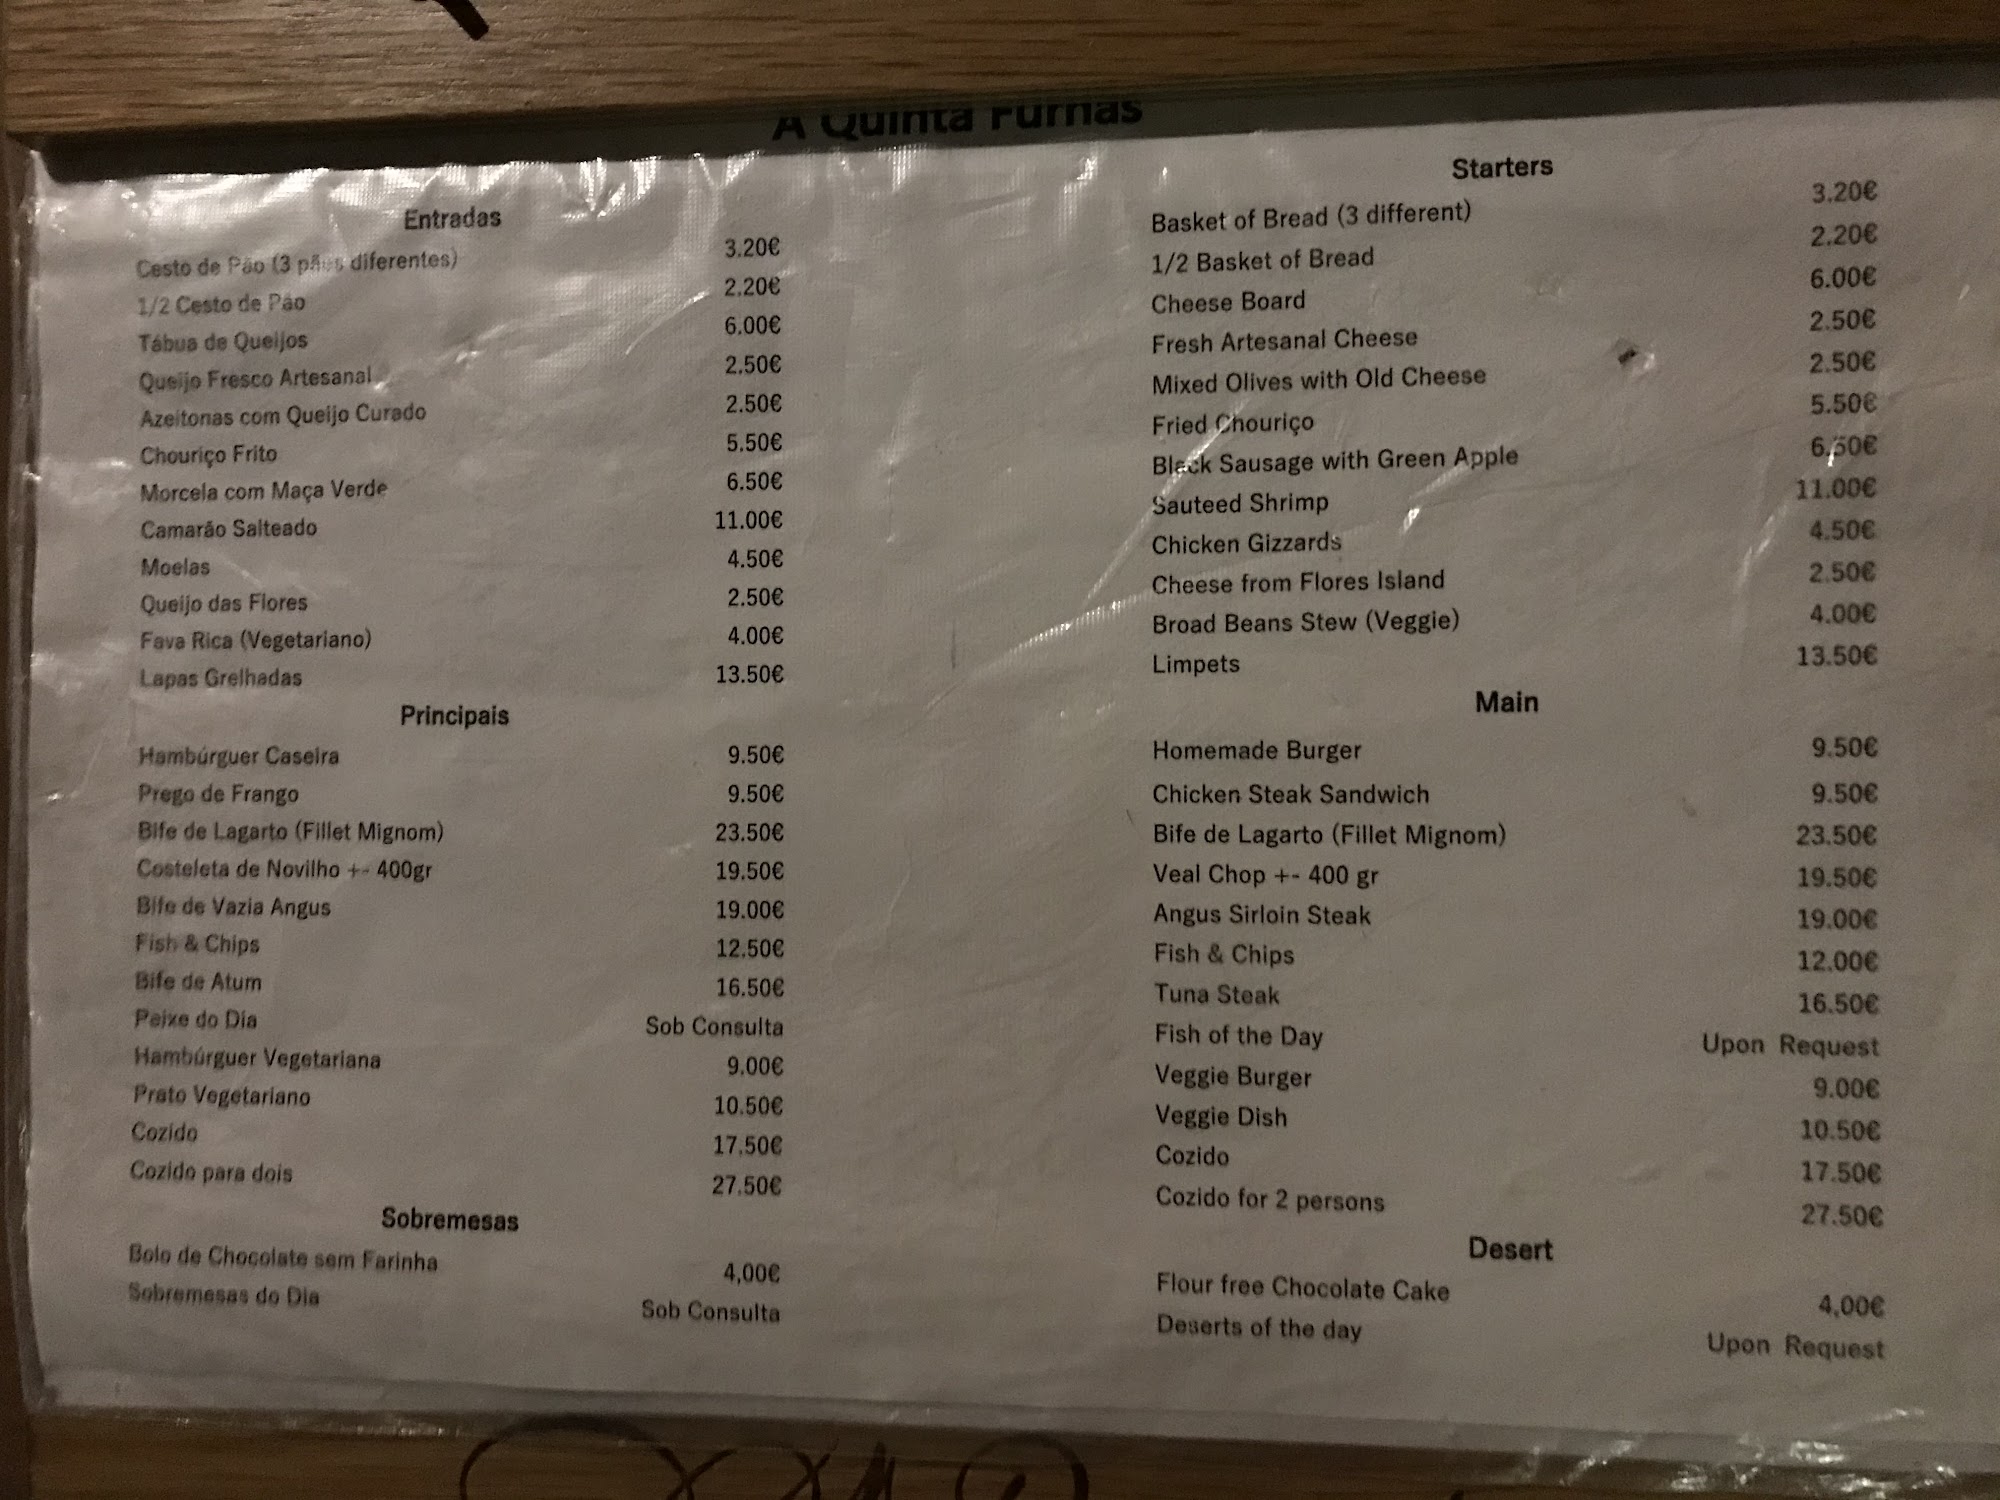 A Quinta Furnas
Entradas
Cesto de Pão (3 pães diferentes) 3.20€
1/2 Cesto de Pão 2.20€
Tábua de Queijos 6.00€
Queijo Fresco Artesanal 2.50€
Azeitonas com Queijo Curado 2.50€
Chouriço Frito 5.50€
Morcela com Maça Verde 6.50€
Camarão Salteado 11.00€
Moelas 4.50€
Queijo das Flores 2.50€
Fava Rica (Vegetariano) 4.00€
Lapas Grelhadas 13.50€
Principais
Hambúrguer Caseira 9.50€
Prego de Frango 9.50€
Bife de Lagarto (Fillet Mignom) 23.50€
Costeleta de Novilho +- 400gr 19.50€
Bife de Vazia Angus 19.00€
Fish & Chips 12.50€
Bife de Atum 16.50€
Peixe do Dia Sob Consulta
Hambúrguer Vegetariana 9.00€
Prato Vegetariano 10.50€
Cozido 17.50€
Cozido para dois 27.50€
Sobremesas
Bolo de Chocolate sem Farinha 4,00€
Sobremesas do Dia Sob Consulta
Starters
Basket of Bread (3 different) 3.20€
1/2 Basket of Bread 2.20€
Cheese Board 6.00€
Fresh Artesanal Cheese 2.50€
Mixed Olives with Old Cheese 2.50€
Fried Chouriço 5.50€
Black Sausage with Green Apple 6.50€
Sauteed Shrimp 11.00€
Chicken Gizzards 4.50€
Cheese from Flores Island 2.50€
Broad Beans Stew (Veggie) 4.00€
Limpets 13.50€
Main
Homemade Burger 9.50€
Chicken Steak Sandwich 9.50€
Bife de Lagarto (Fillet Mignom) 23.50€
Veal Chop +- 400 gr 19.50€
Angus Sirloin Steak 19.00€
Fish & Chips 12.00€
Tuna Steak 16.50€
Fish of the Day Upon Request
Veggie Burger 9.00€
Veggie Dish 10.50€
Cozido 17.50€
Cozido for 2 persons 27.50€
Desert
Flour free Chocolate Cake 4,00€
Deserts of the day Upon Request